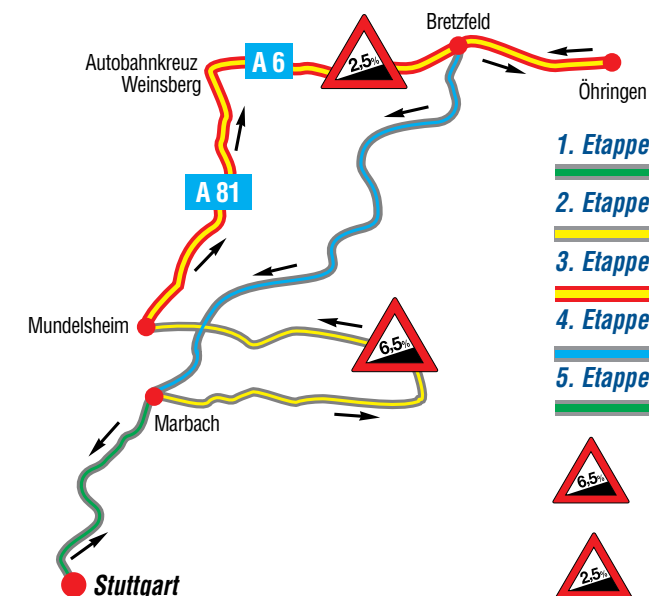 Bretzfeld
Autobahnkreuz
Weinsberg
A 6
2,5%
Öhringen
1. Etappe
A 81
2. Etappe
3. Etappe
Mundelsheim
4. Etappe
6,5%
5. Etappe
Marbach
6,5%
2,5%
Stuttgart